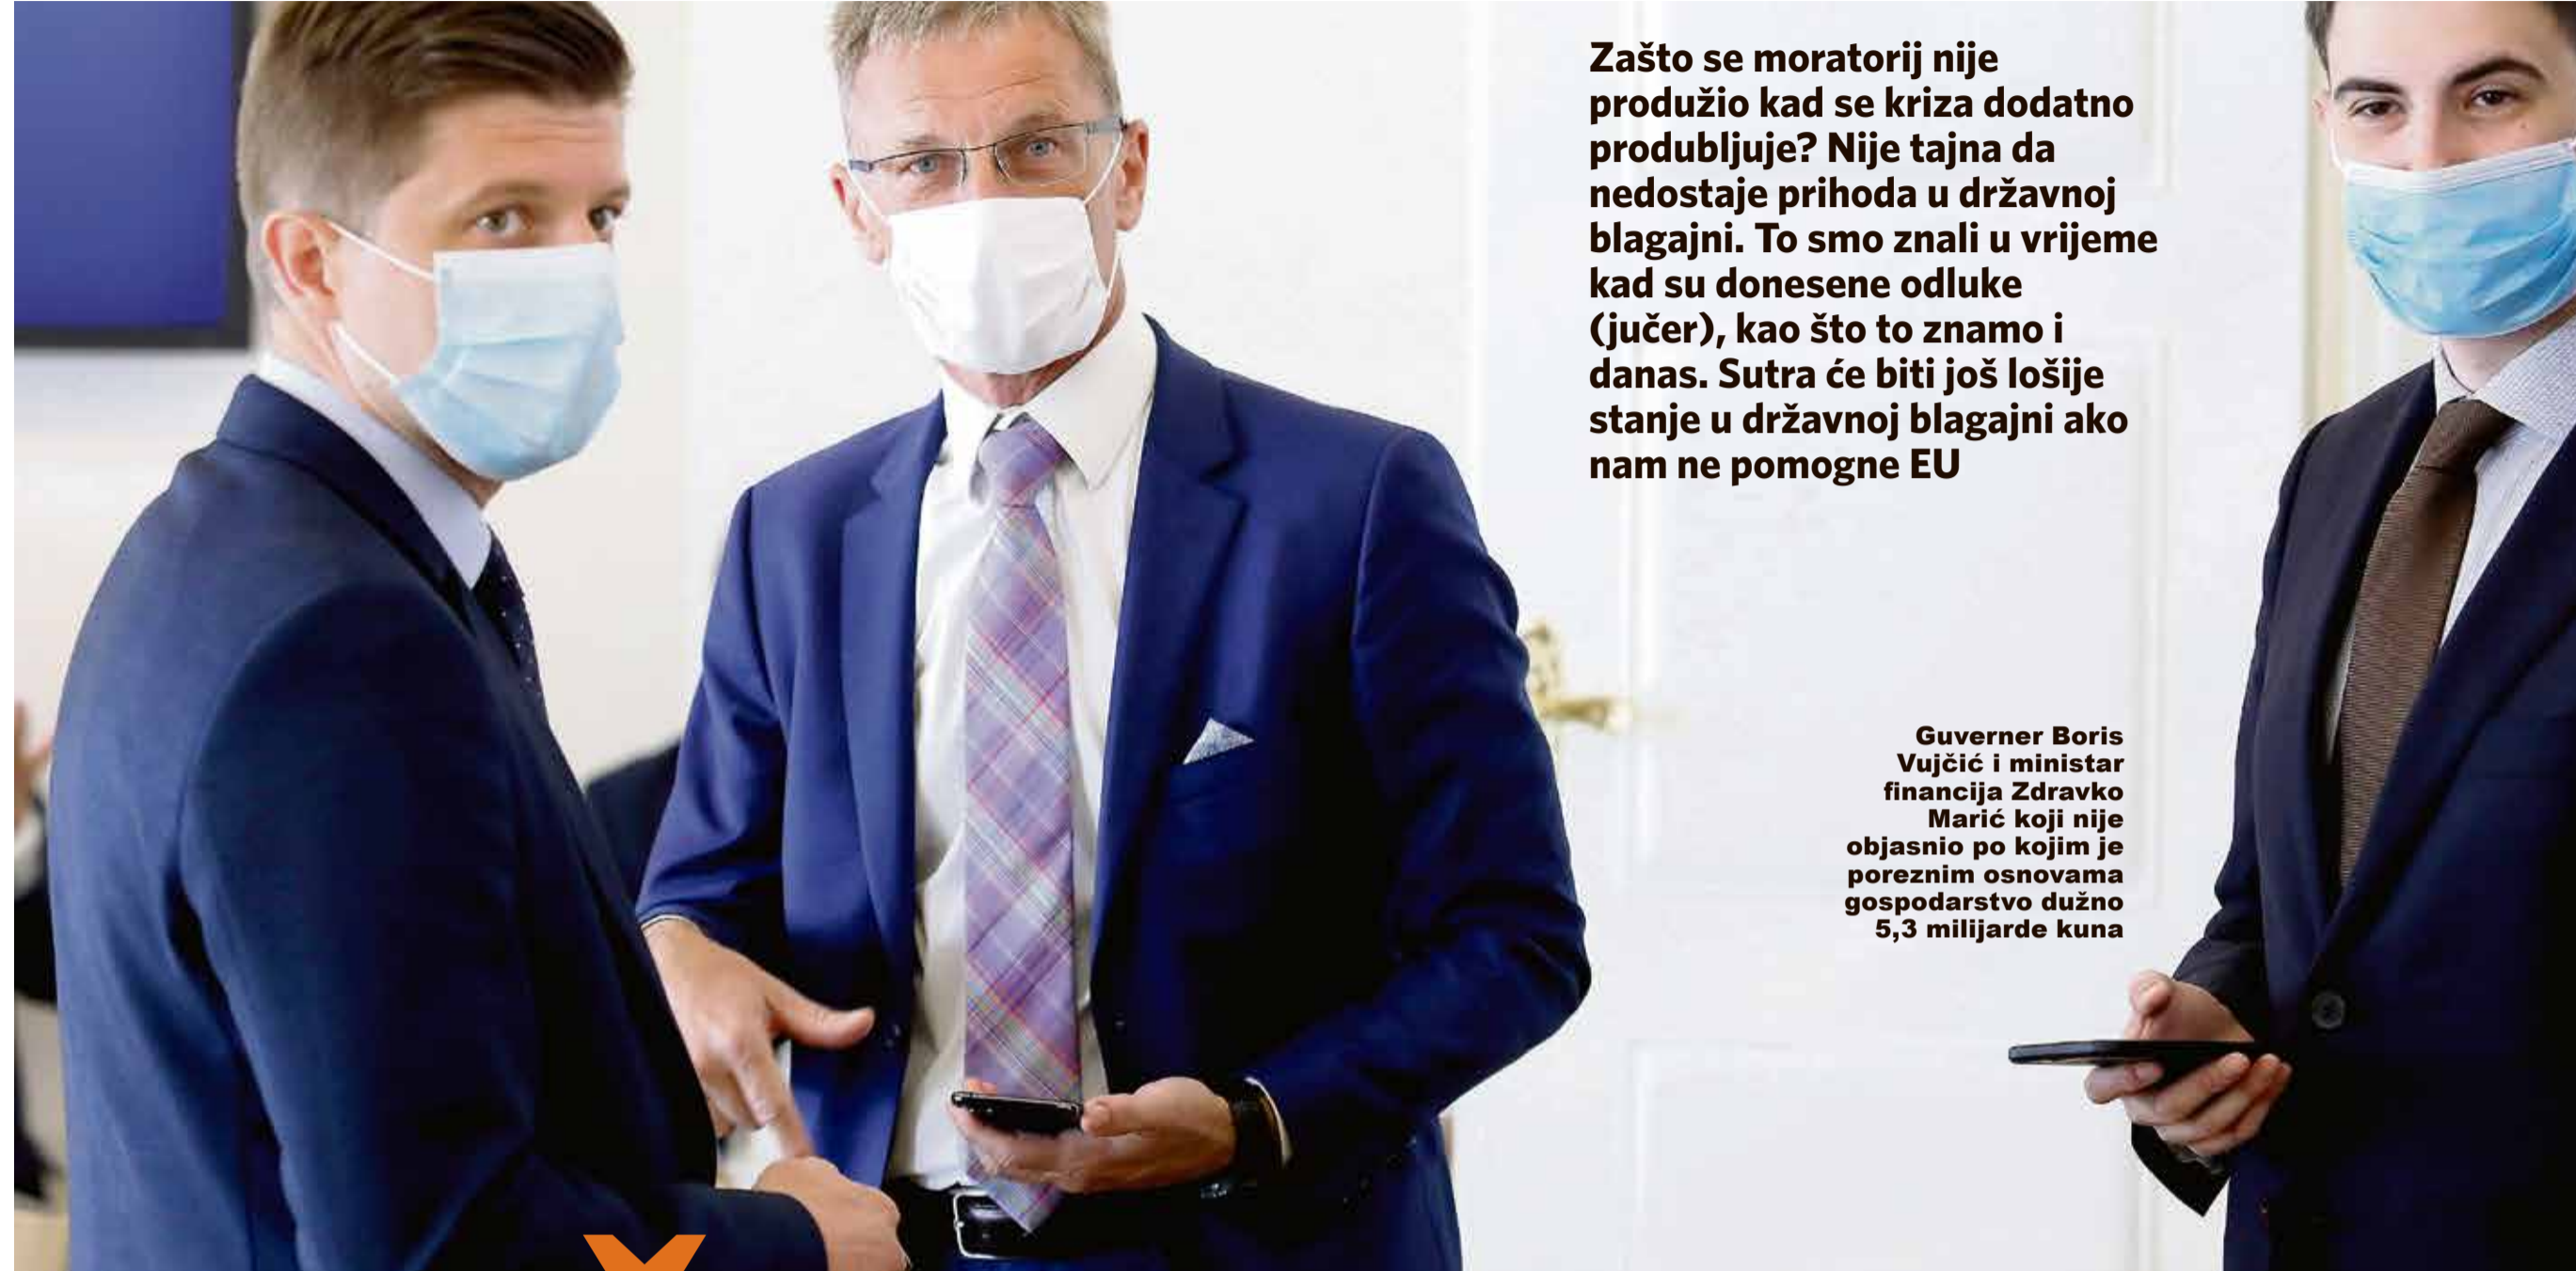 Zašto se moratorij nije
produžio kad se kriza dodatno
produbljuje? Nije tajna da
nedostaje prihoda u državnoj
blagajni. To smo znali u vrijeme
kad su donesene odluke
(jučer), kao što to znamo i
danas. Sutra će biti još lošije
stanje u državnoj blagajni ako
nam ne pomogne EU
Guverner Boris
Vujčić i ministar
financija Zdravko
Marić koji nije
objasnio po kojim je
poreznim osnovama
gospodarstvo dužno
5,3 milijarde kuna